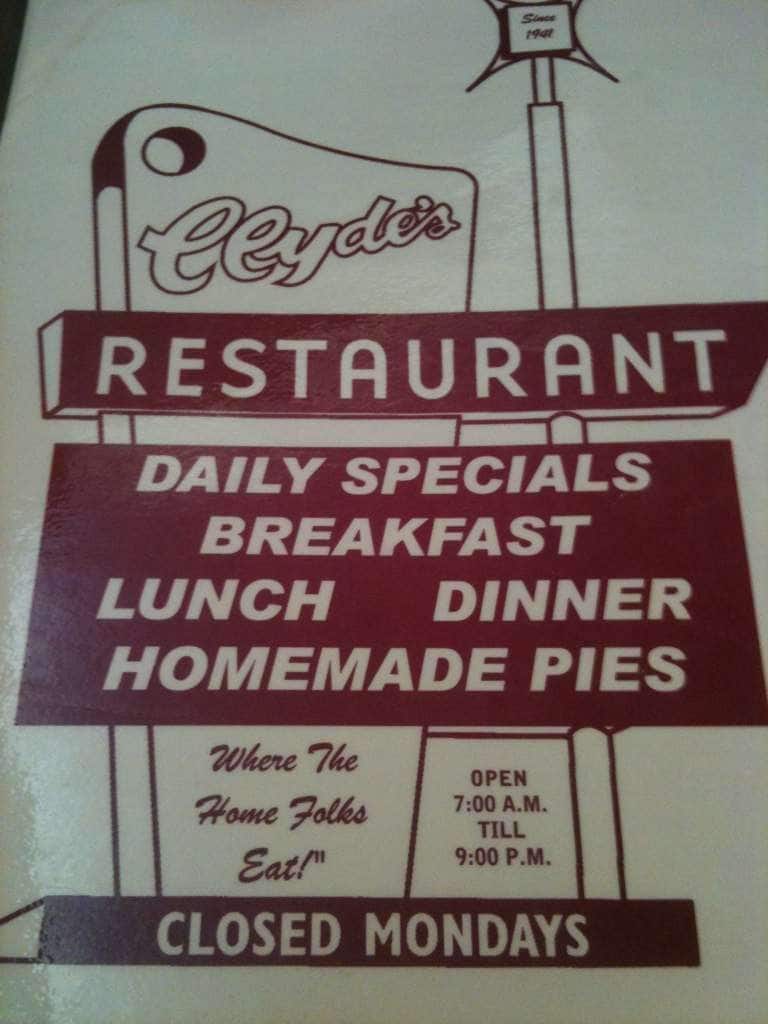 Since
1941
Clyde's
RESTAURANT
DAILY SPECIALS
BREAKFAST
LUNCH DINNER
HOMEMADE PIES
Where The
Home Folks
Eat!"
OPEN
7:00 A.M.
TILL
9:00 P.M.
CLOSED MONDAYS